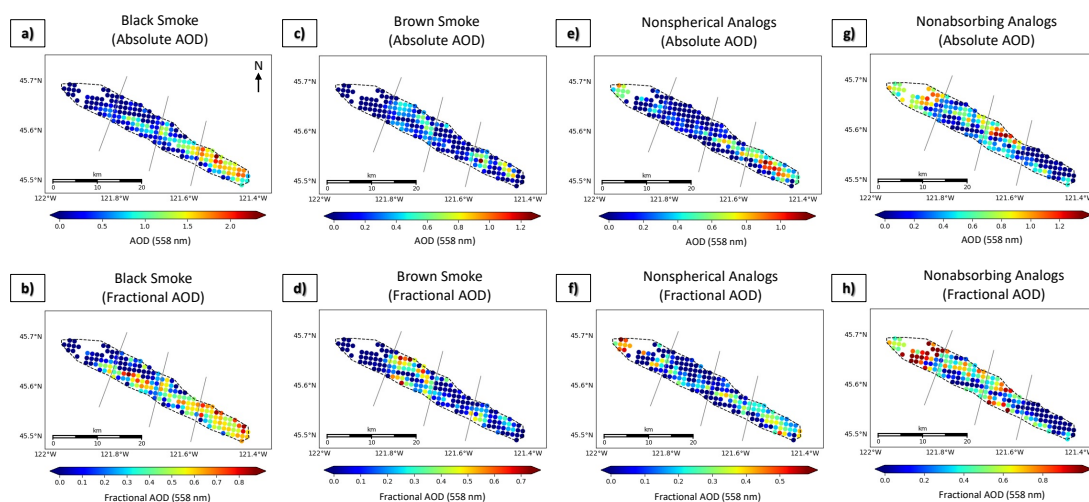 a)
Black Smoke
(Absolute AOD)
N
45.7°N
45.6°N
45.5°N
km
0 10 20
122°W 121.8°W 121.6°W 121.4°W
0.0 0.5 1.0 1.5 2.0
AOD (558 nm)
c)
Brown Smoke
(Absolute AOD)
45.7°N
45.6°N
45.5°N
km
0 10 20
122°W 121.8°W 121.6°W 121.4°W
0.0 0.2 0.4 0.6 0.8 1.0 1.2
AOD (558 nm)
e)
Nonspherical Analogs
(Absolute AOD)
45.7°N
45.6°N
45.5°N
km
0 10 20
122°W 121.8°W 121.6°W 121.4°W
0.0 0.2 0.4 0.6 0.8 1.0
AOD (558 nm)
g)
Nonabsorbing Analogs
(Absolute AOD)
45.7°N
45.6°N
45.5°N
km
0 10 20
122°W 121.8°W 121.6°W 121.4°W
0.0 0.2 0.4 0.6 0.8 1.0 1.2
AOD (558 nm)
b)
Black Smoke
(Fractional AOD)
45.7°N
45.6°N
45.5°N
km
0 10 20
122°W 121.8°W 121.6°W 121.4°W
0.0 0.1 0.2 0.3 0.4 0.5 0.6 0.7 0.8
Fractional AOD (558 nm)
d)
Brown Smoke
(Fractional AOD)
45.7°N
45.6°N
45.5°N
km
0 10 20
122°W 121.8°W 121.6°W 121.4°W
0.0 0.1 0.2 0.3 0.4 0.5 0.6 0.7
Fractional AOD (558 nm)
f)
Nonspherical Analogs
(Fractional AOD)
45.7°N
45.6°N
45.5°N
km
0 10 20
122°W 121.8°W 121.6°W 121.4°W
0.0 0.1 0.2 0.3 0.4 0.5
Fractional AOD (558 nm)
h)
Nonabsorbing Analogs
(Fractional AOD)
45.7°N
45.6°N
45.5°N
km
0 10 20
122°W 121.8°W 121.6°W 121.4°W
0.0 0.2 0.4 0.6 0.8
Fractional AOD (558 nm)